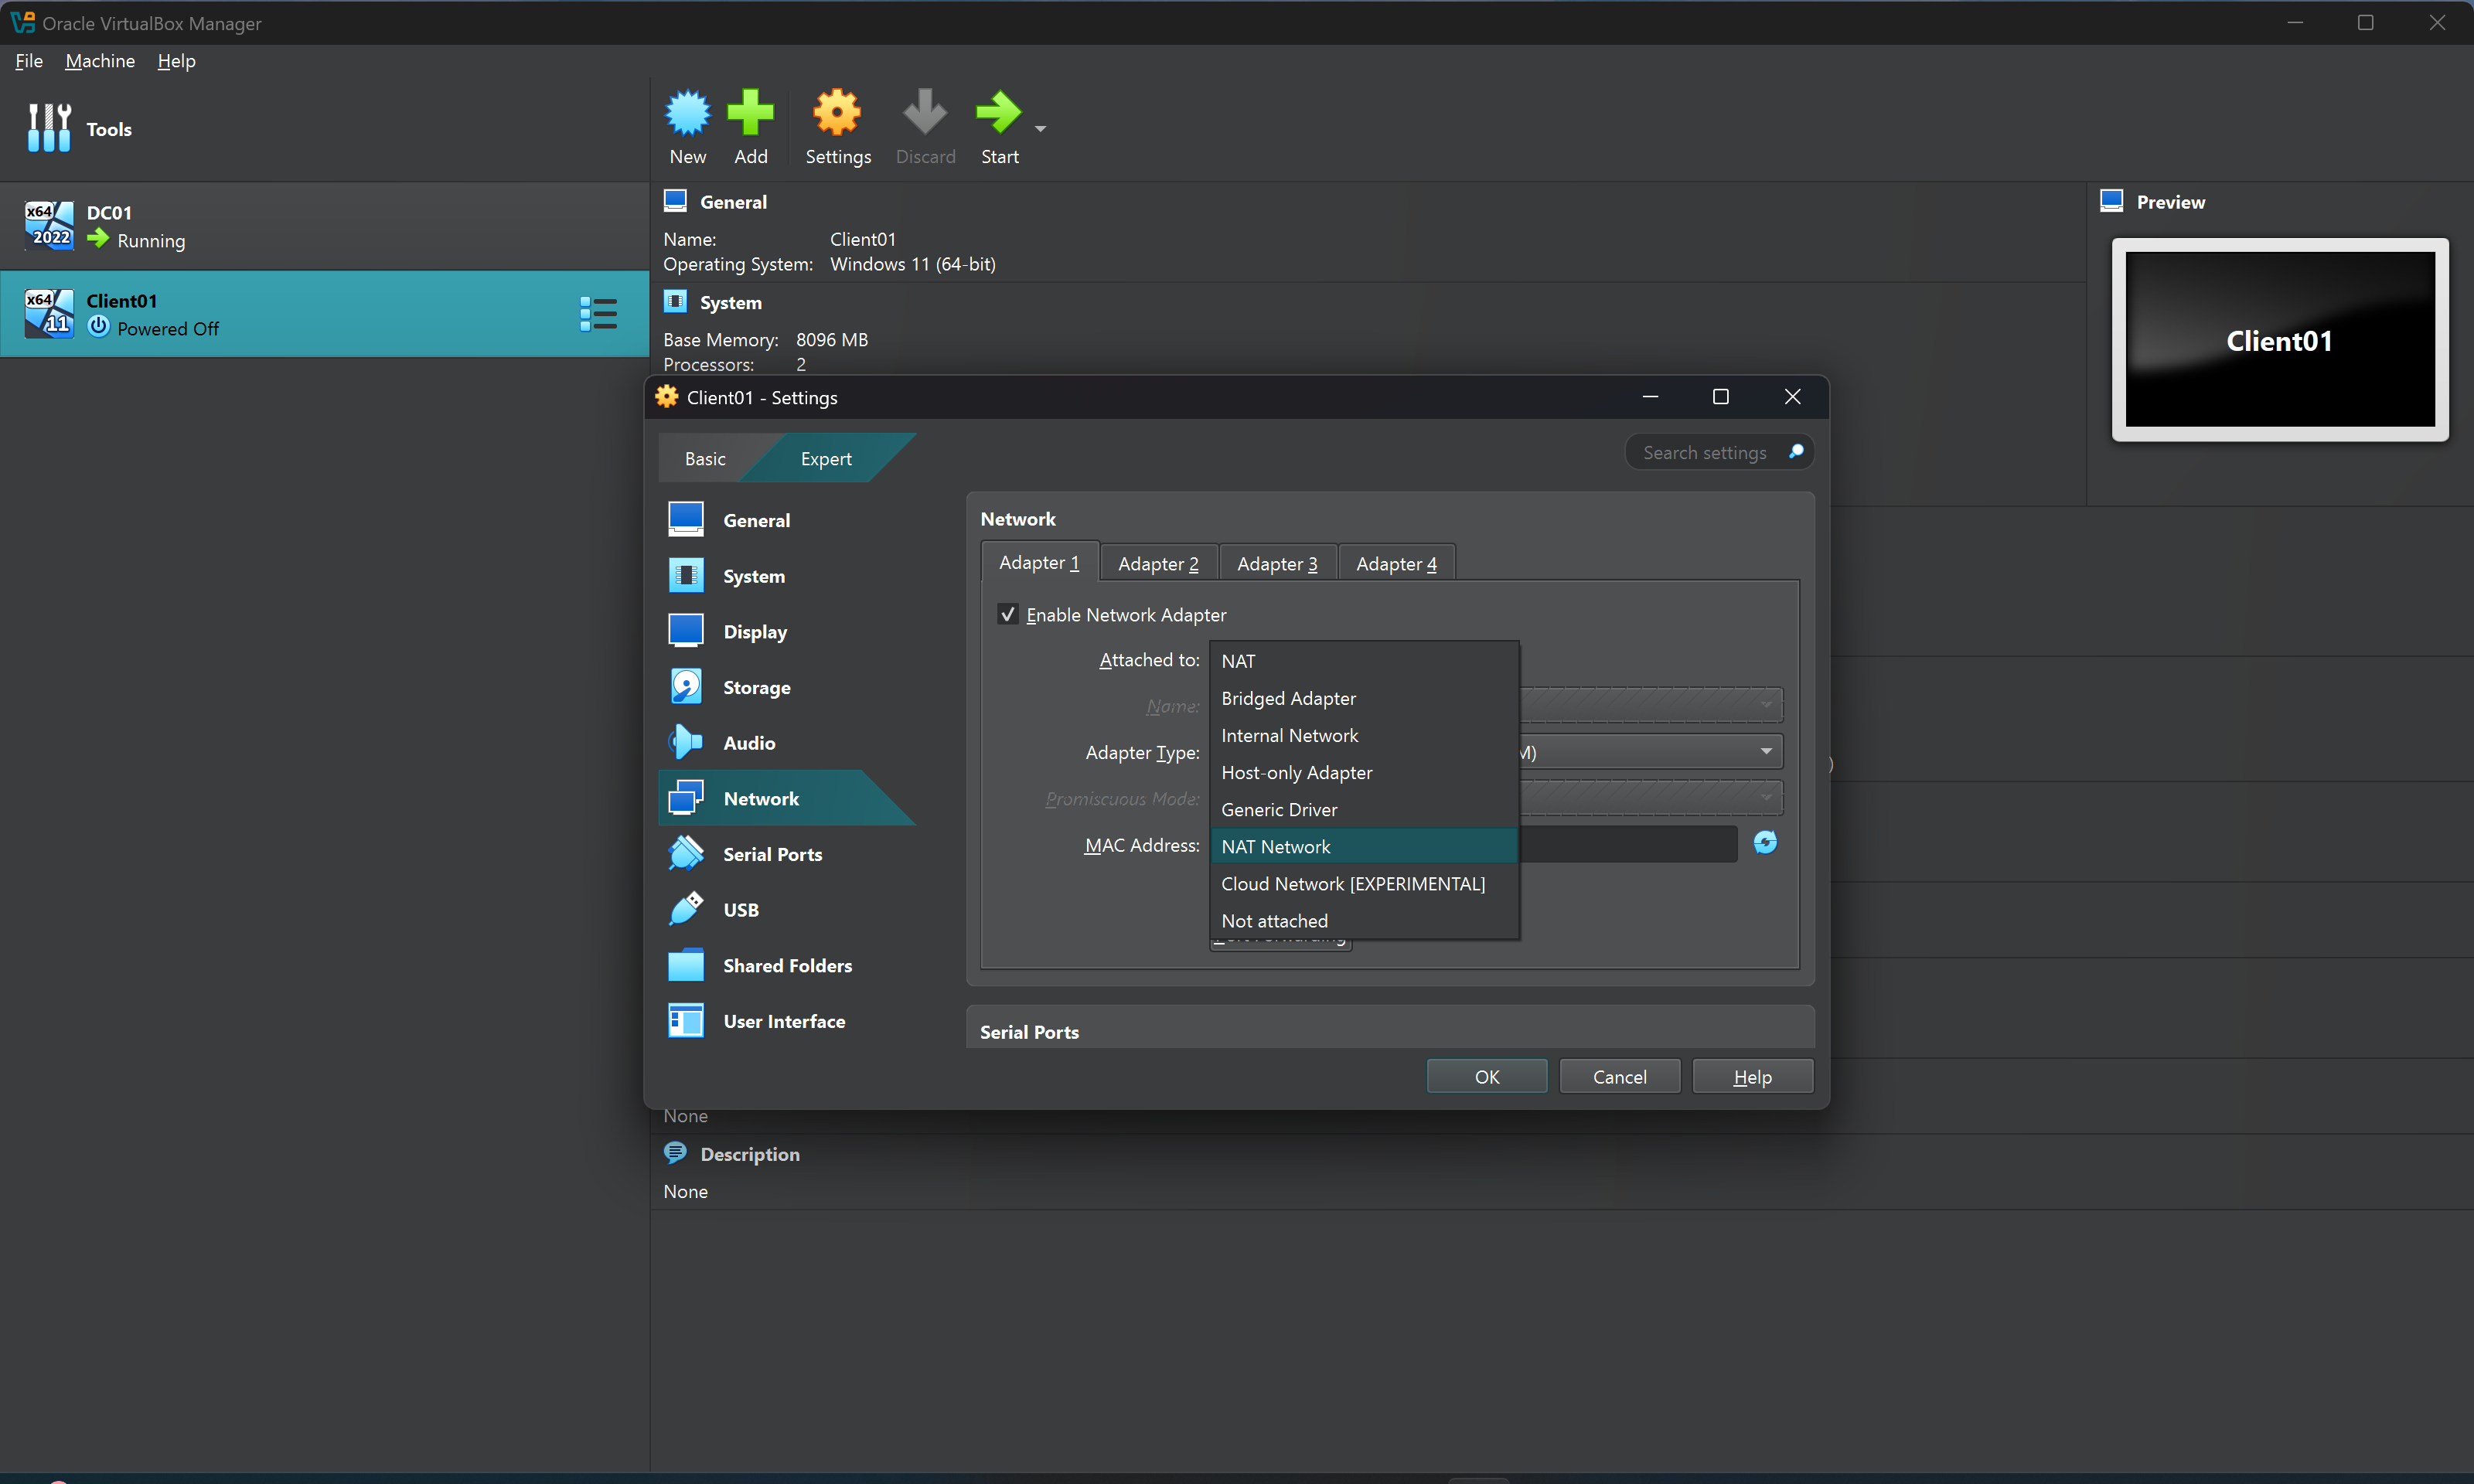 Oracle VirtualBox Manager
File Machine Help
Tools
New Add Settings Discard Start
x64 2022 DC01
Running
x64 11 Client01
Powered Off
General
Name: Client01
Operating System: Windows 11 (64-bit)
System
Base Memory: 8096 MB
Processors: 2
Preview
Client01
Client01 - Settings
Basic Expert
Search settings
General
System
Display
Storage
Audio
Network
Serial Ports
USB
Shared Folders
User Interface
Network
Adapter 1 Adapter 2 Adapter 3 Adapter 4
Enable Network Adapter
Attached to: NAT
Bridged Adapter
Name:
Internal Network
Adapter Type: M)
Host-only Adapter
Promiscuous Mode:
Generic Driver
MAC Address: NAT Network
Cloud Network [EXPERIMENTAL]
Not attached
Serial Ports
OK Cancel Help
)
None
Description
None